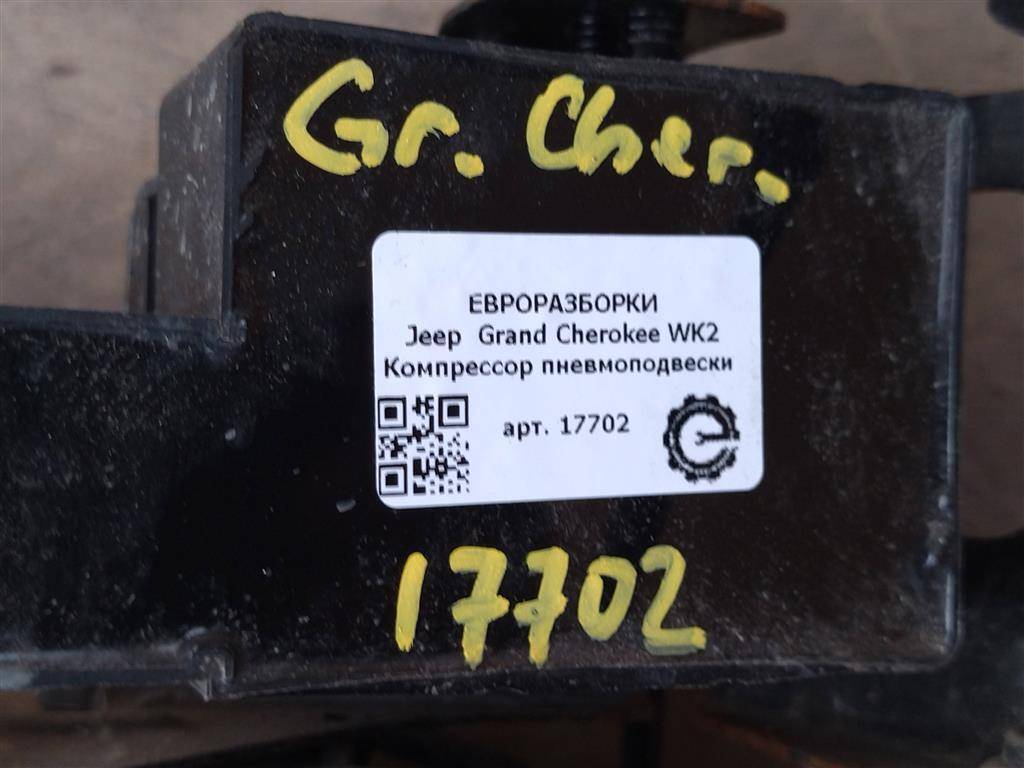 Gr. Cher.
ЕВРОРАЗБОРКИ
Jeep Grand Cherokee WK2
Компрессор пневмоподвески
арт. 17702
17702